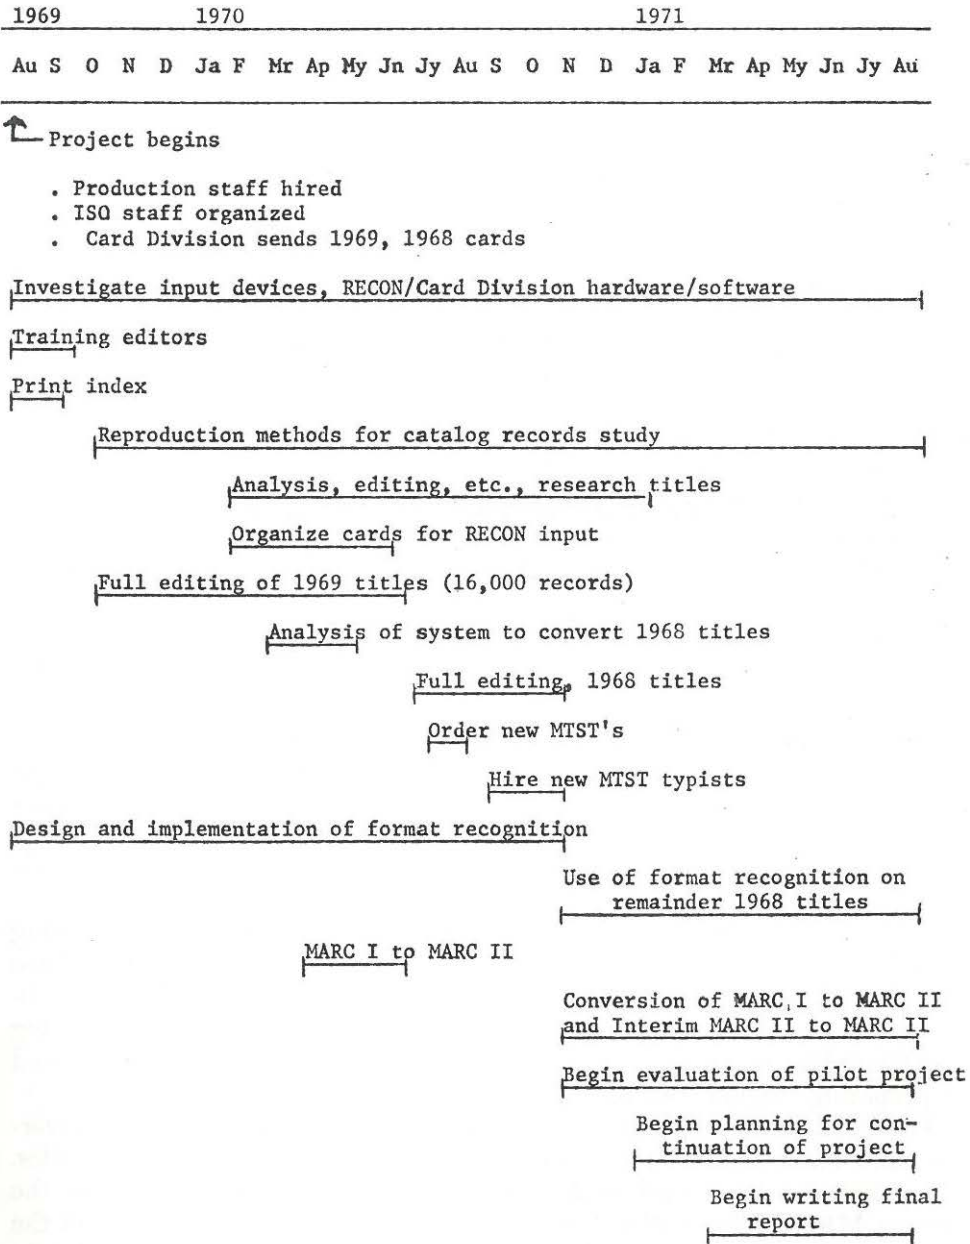 1969 1970 1971
Au S O N D Ja F Mr Ap My Jn Jy Au S O N D Ja F Mr Ap My Jn Jy Au
Project begins
. Production staff hired
. ISO staff organized
. Card Division sends 1969, 1968 cards
Investigate input devices, RECON/Card Division hardware/software
Training editors
Print index
Reproduction methods for catalog records study
Analysis, editing, etc., research titles
Organize cards for RECON input
Full editing of 1969 titles (16,000 records)
Analysis of system to convert 1968 titles
Full editing, 1968 titles
Order new MTST's
Hire new MTST typists
Design and implementation of format recognition
Use of format recognition on
remainder 1968 titles
MARC I to MARC II
Conversion of MARC I to MARC II
and Interim MARC II to MARC II
Begin evaluation of pilot project
Begin planning for con-
tinuation of project
Begin writing final
report